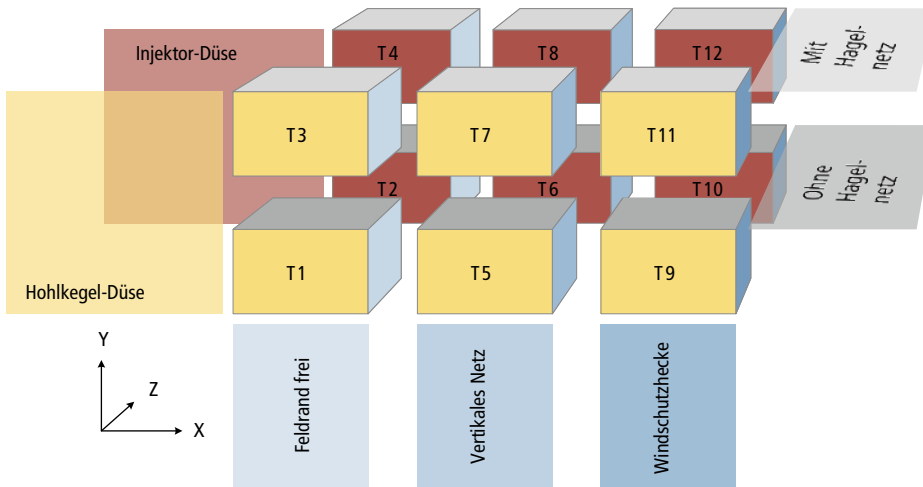 Injektor-Düse
T4
T8
T12
Mit
Hagel-
netz
T3
T7
T11
T2
T6
T10
Ohne
Hagel-
netz
T1
T5
T9
Hohlkegel-Düse
Y
Z
X
Feldrand frei
Vertikales Netz
Windschutzhecke